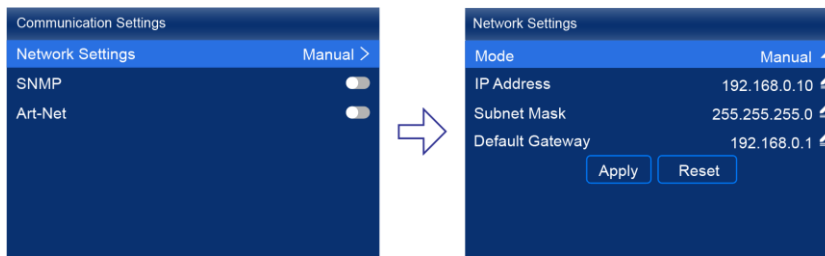 Communication Settings
Network Settings Manual >
SNMP
Art-Net
Network Settings
Mode Manual
IP Address 192.168.0.10
Subnet Mask 255.255.255.0
Default Gateway 192.168.0.1
Apply Reset